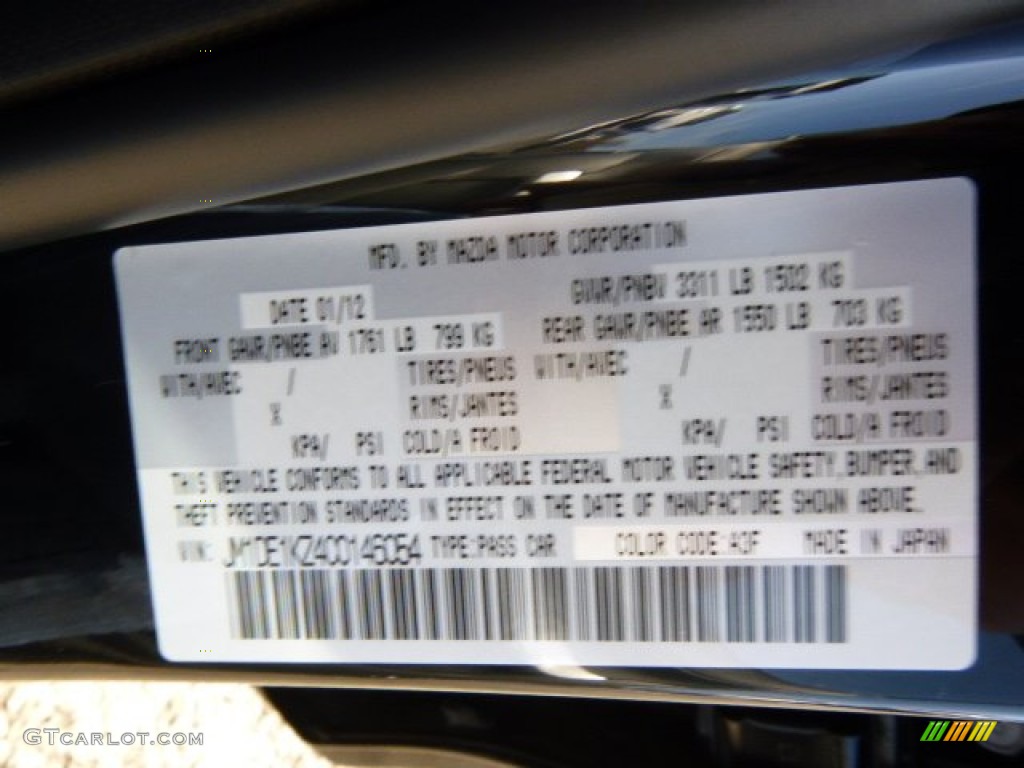 MFD. BY MAZDA MOTOR CORPORATION
DATE 01/12 GVWR/PNBV 3311 LB 1502 KG
FRONT GAWR/PNBE AV 1761 LB 799 KG REAR GAWR/PNBE AR 1550 LB 703 KG
WITH/AVEC / TIRES/PNEUS WITH/AVEC / TIRES/PNEUS
X RIMS/JANTES X RIMS/JANTES
KPA/ PSI COLD/A FROID KPA/ PSI COLD/A FROID
THIS VEHICLE CONFORMS TO ALL APPLICABLE FEDERAL MOTOR VEHICLE SAFETY, BUMPER, AND
THEFT PREVENTION STANDARDS IN EFFECT ON THE DATE OF MANUFACTURE SHOWN ABOVE.
VIN: JM1DE1KZ4C0146054 TYPE:PASS CAR COLOR CODE:A3F MADE IN JAPAN
GTCARLOT.COM